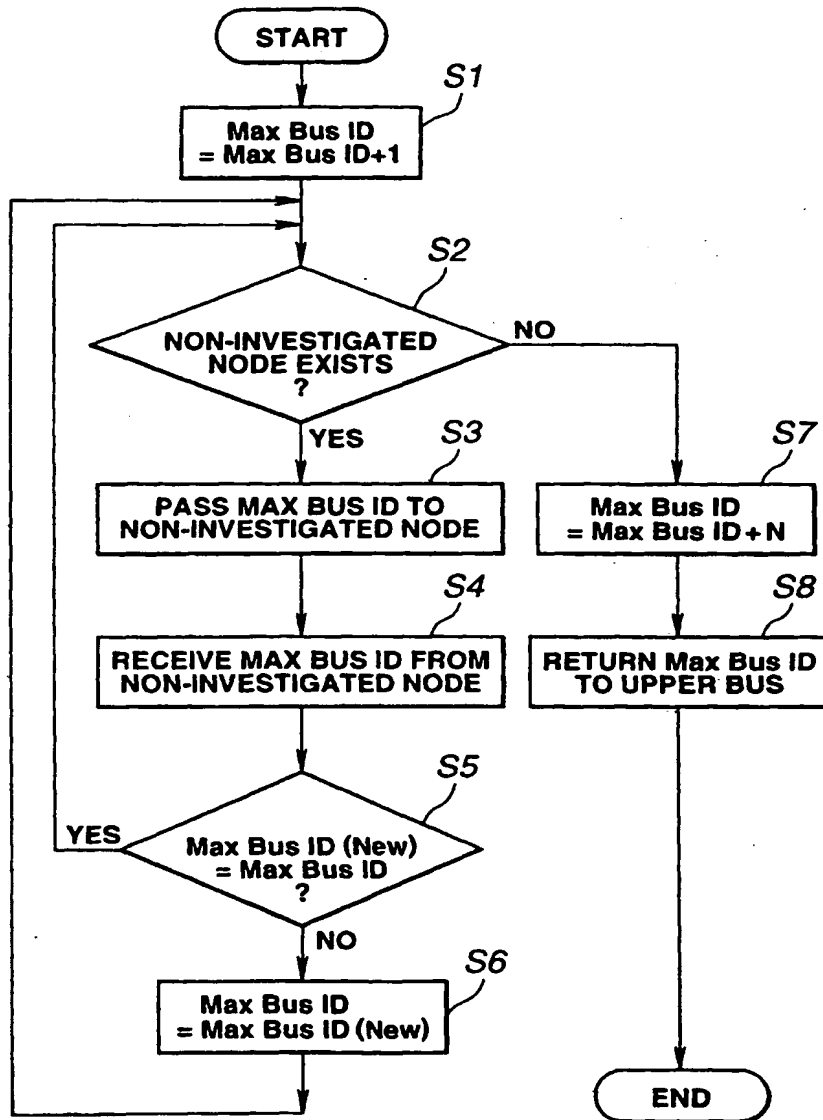 START
S1
Max Bus ID
= Max Bus ID+1
S2
NON-INVESTIGATED
NODE EXISTS
?
NO
YES
S3
PASS MAX BUS ID TO
NON-INVESTIGATED NODE
S7
Max Bus ID
= Max Bus ID+N
S4
RECEIVE MAX BUS ID FROM
NON-INVESTIGATED NODE
S8
RETURN Max Bus ID
TO UPPER BUS
S5
YES
Max Bus ID (New)
= Max Bus ID
?
NO
S6
Max Bus ID
= Max Bus ID (New)
END